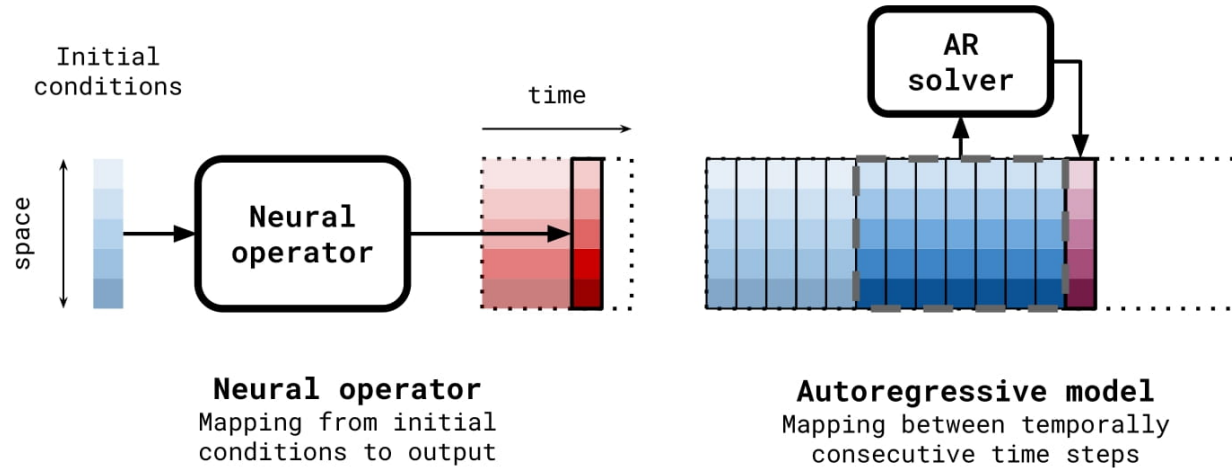 Initial
conditions
space
Neural
operator
time
Neural operator
Mapping from initial
conditions to output
AR
solver
Autoregressive model
Mapping between temporally
consecutive time steps